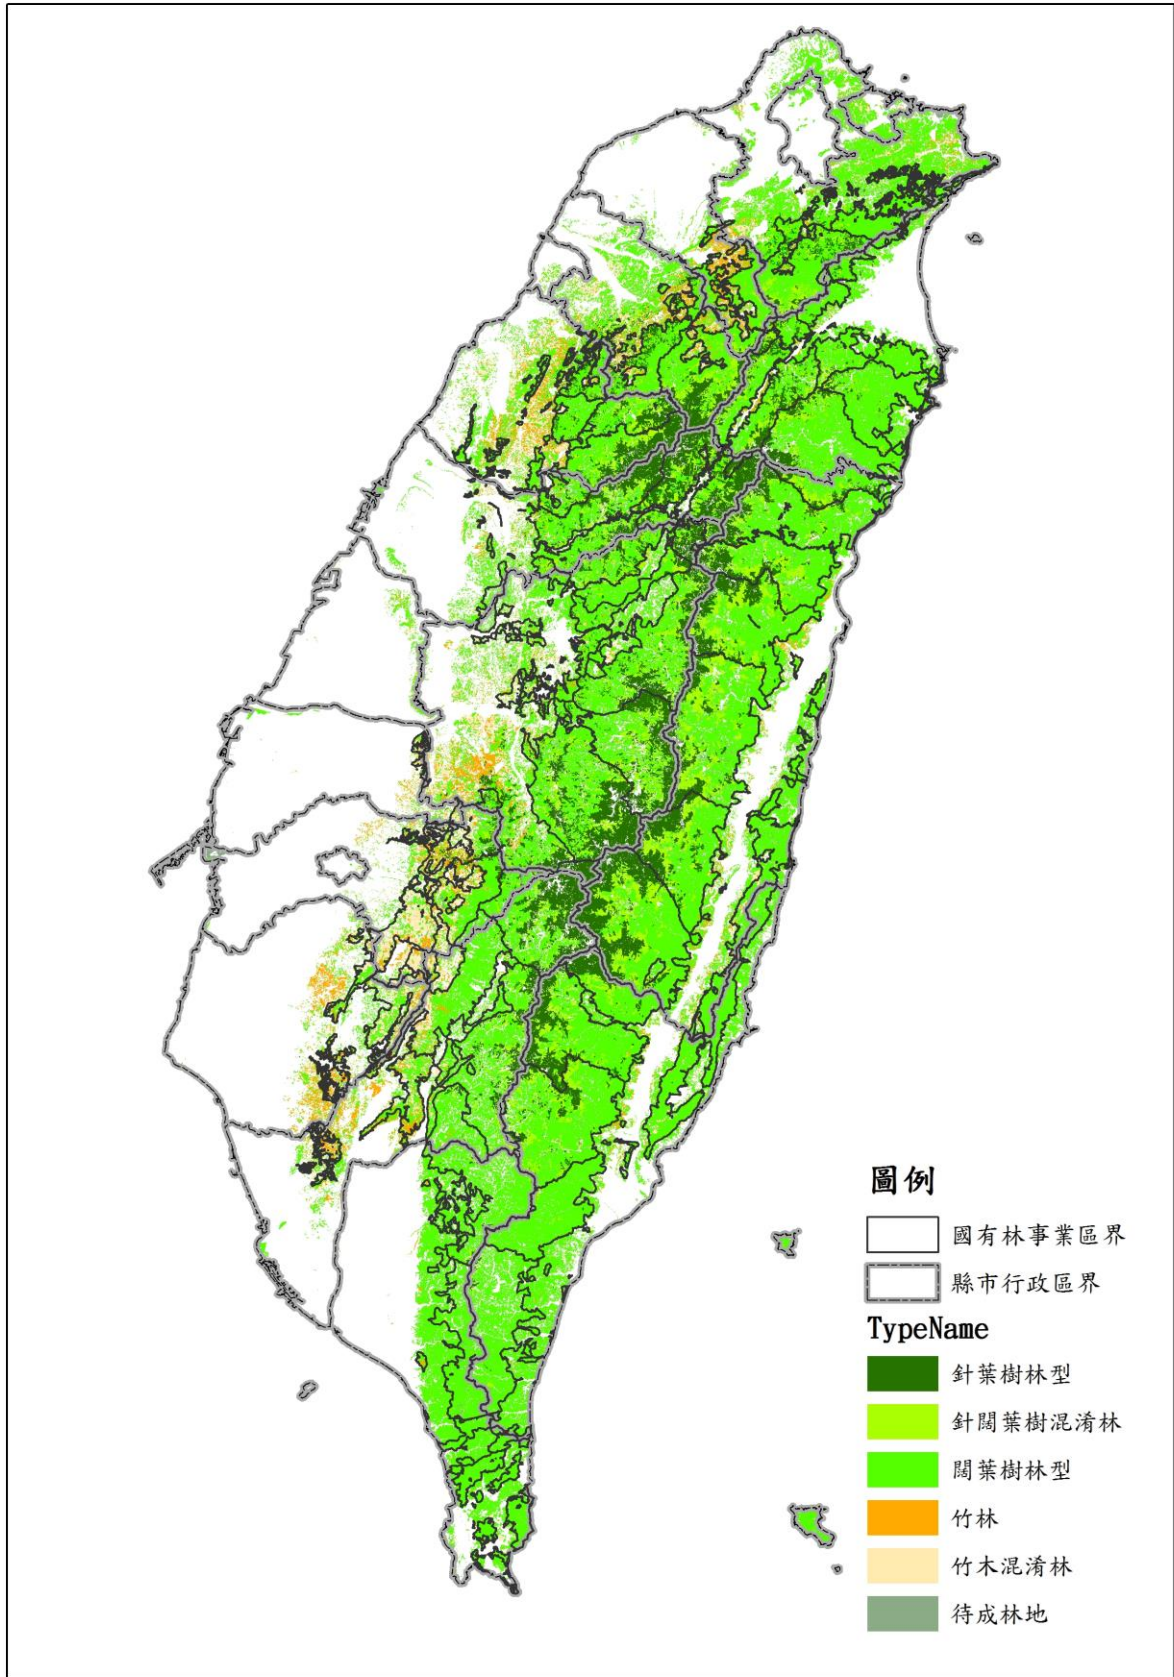 圖例
國有林事業區界
縣市行政區界
TypeName
針葉樹林型
針闊葉樹混淆林
闊葉樹林型
竹林
竹木混淆林
待成林地